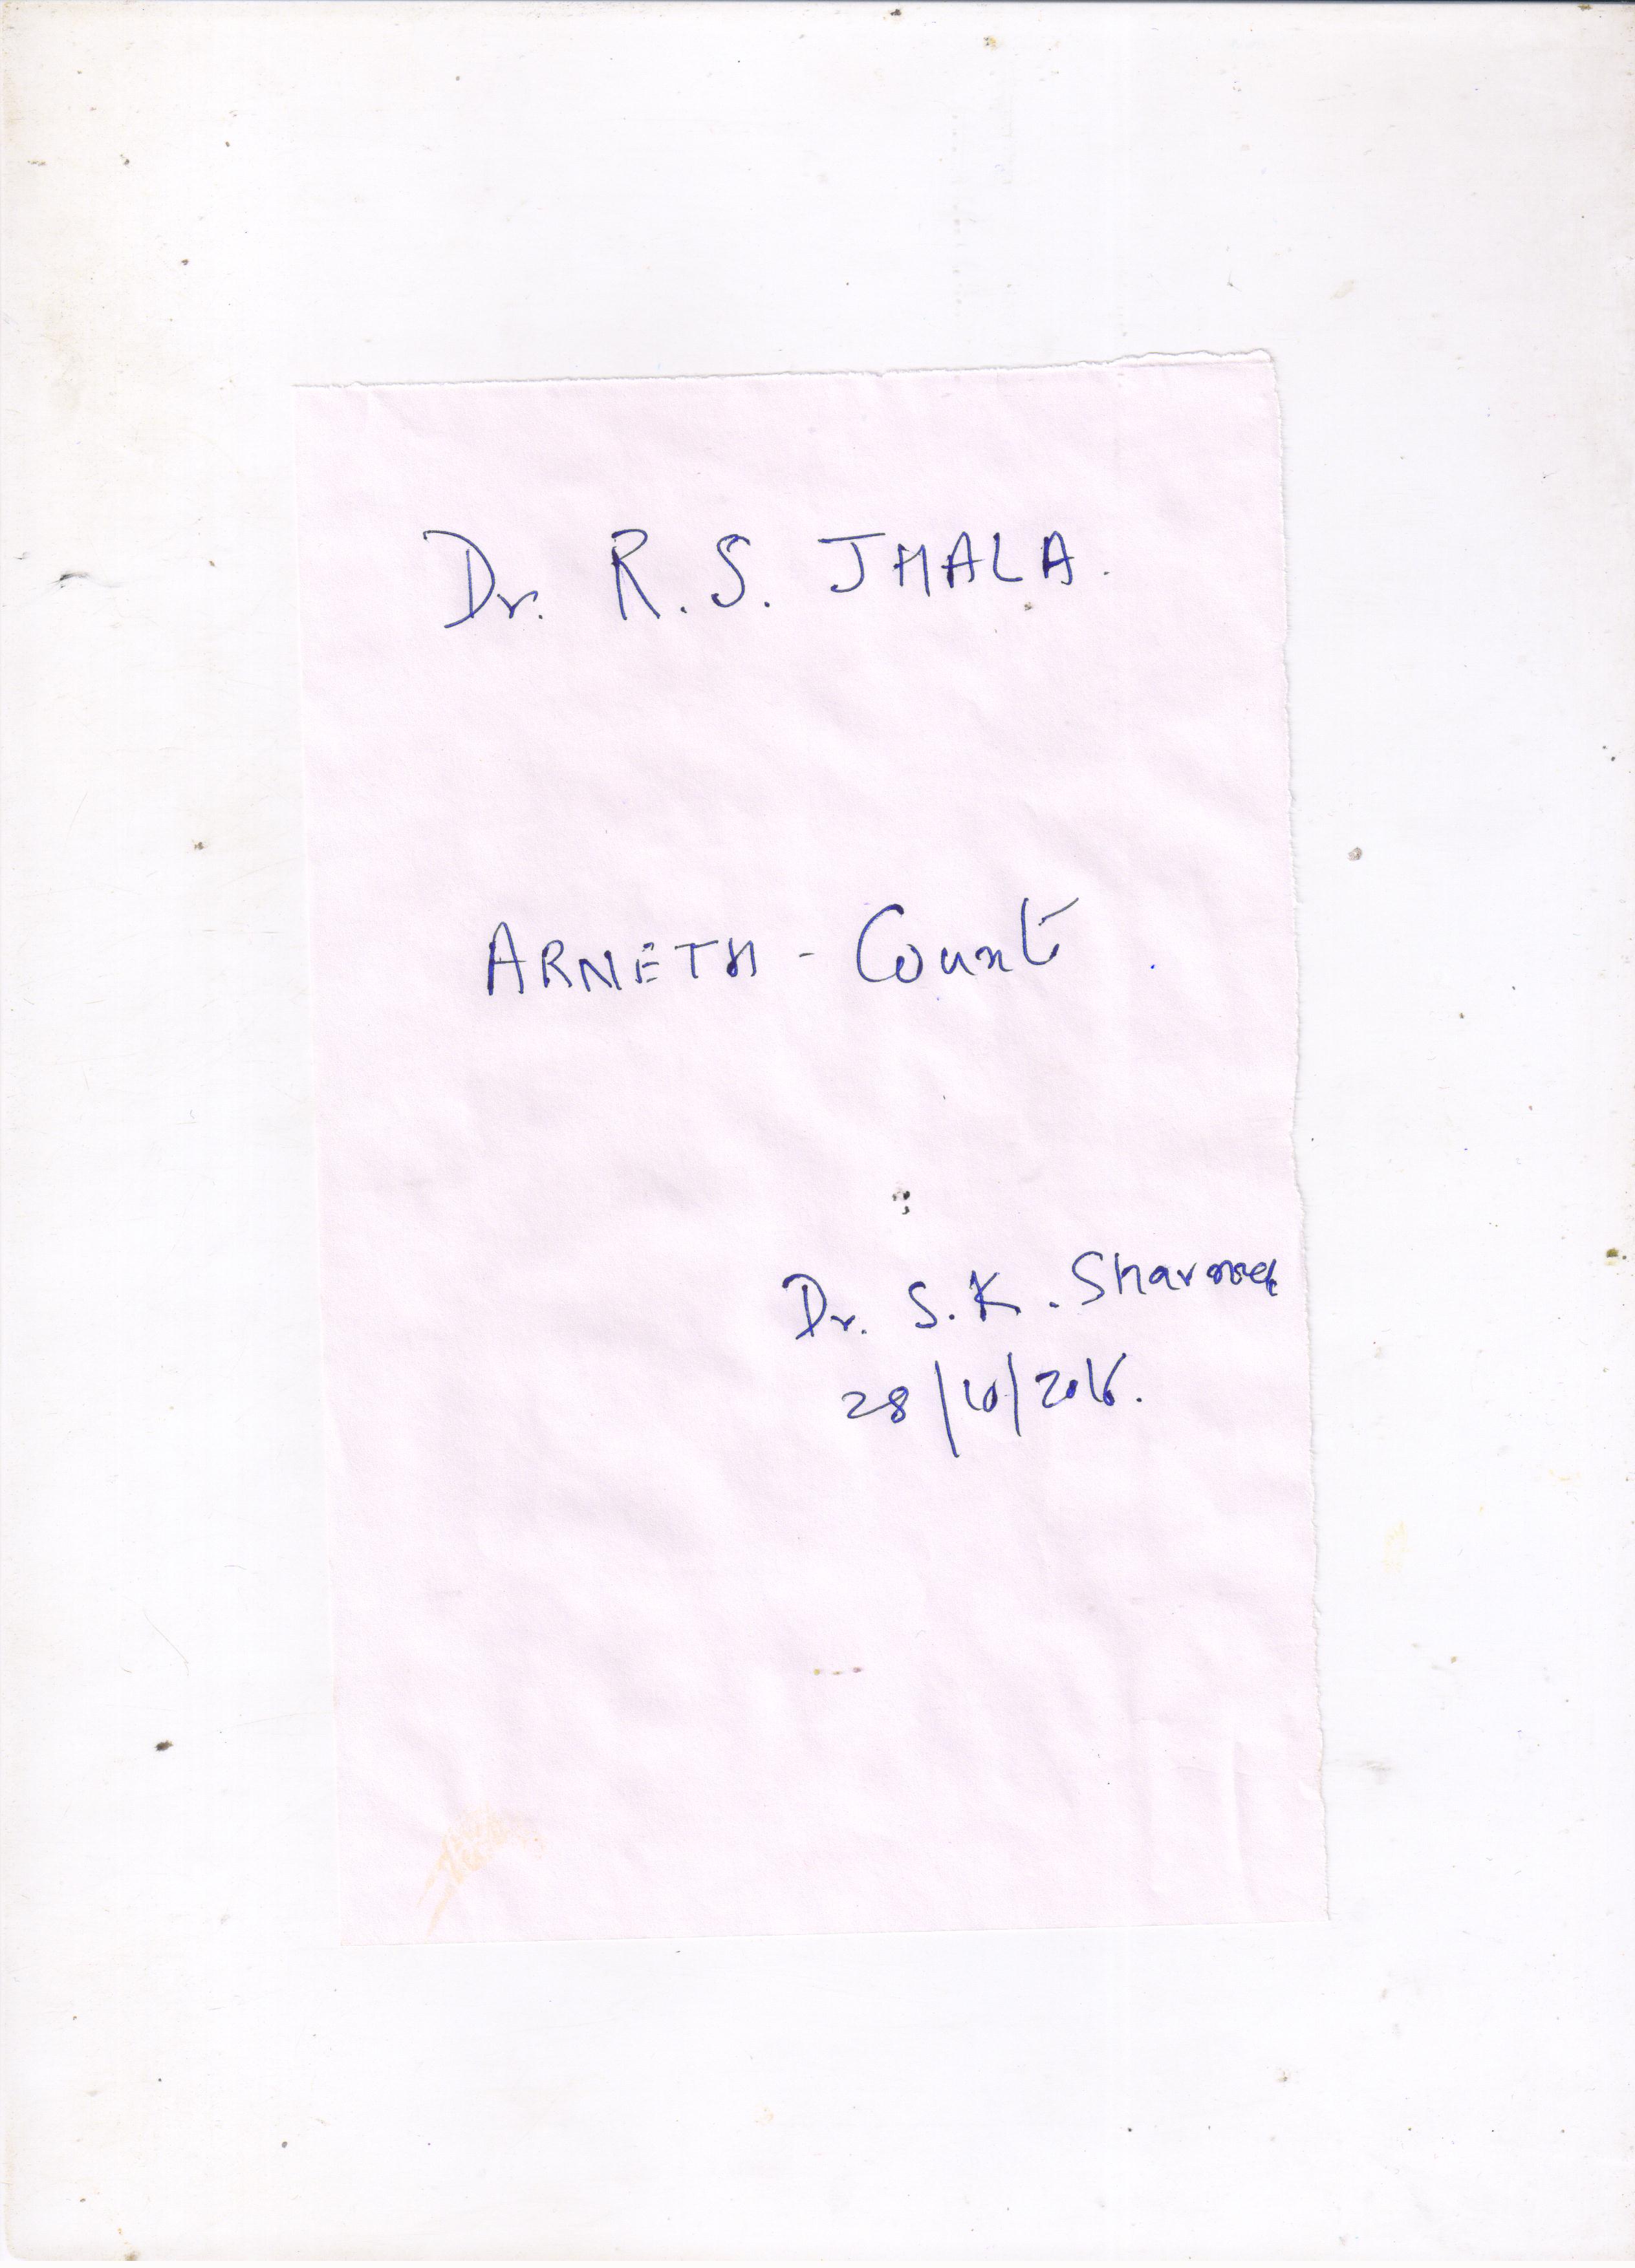 Dr. R. S. JHALA.
ARNETH - Count
Dr. S. K. Sharma
28/10/2016.